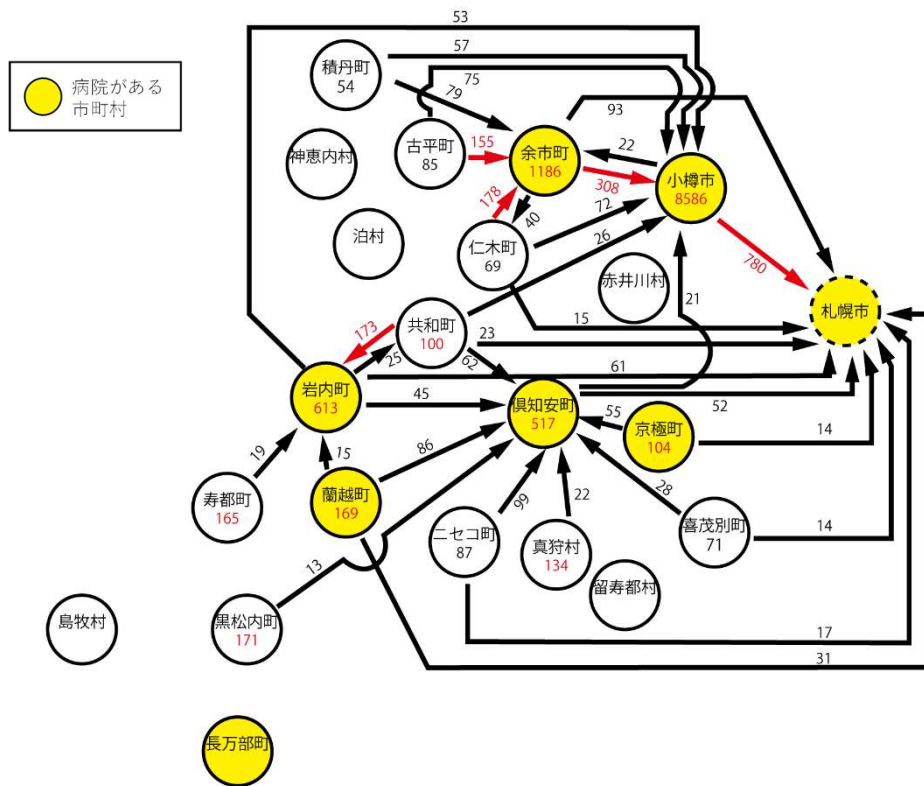 53
57
病院がある
市町村
積丹町
54
75
79
93
古平町
85
155
余市町
1186
22
小樽市
8586
308
神恵内村
178
40
72
26
泊村
仁木町
69
780
赤井川村
21
札幌市
共和町
100
173
25
15
23
62
61
岩内町
613
45
倶知安町
517
52
55
京極町
104
14
19
15
86
寿都町
165
蘭越町
169
99
22
28
ニセコ町
87
真狩村
134
喜茂別町
71
14
13
留寿都村
島牧村
黒松内町
171
17
31
長万部町